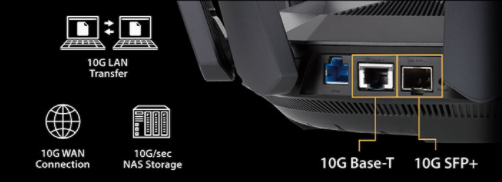 10G LAN
Transfer
10G WAN
Connection
10G/sec
NAS Storage
10G Base-T
10G SFP+